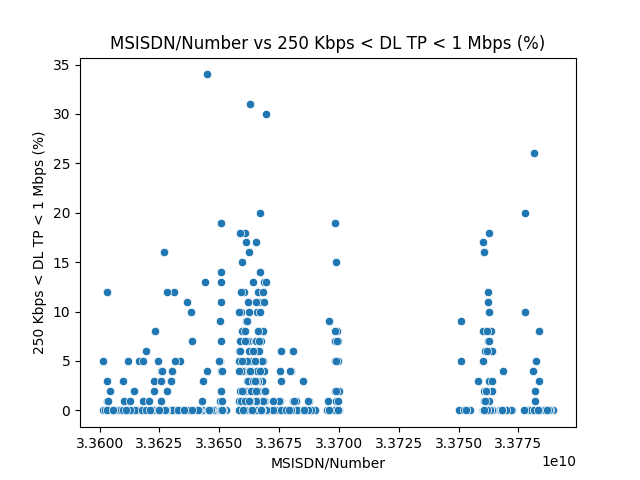 MSISDN/Number vs 250 Kbps < DL TP < 1 Mbps (%)
35
30
25
20
15
10
5
0
250 Kbps < DL TP < 1 Mbps (%)
3.3600 3.3625 3.3650 3.3675 3.3700 3.3725 3.3750 3.3775
MSISDN/Number
1e10